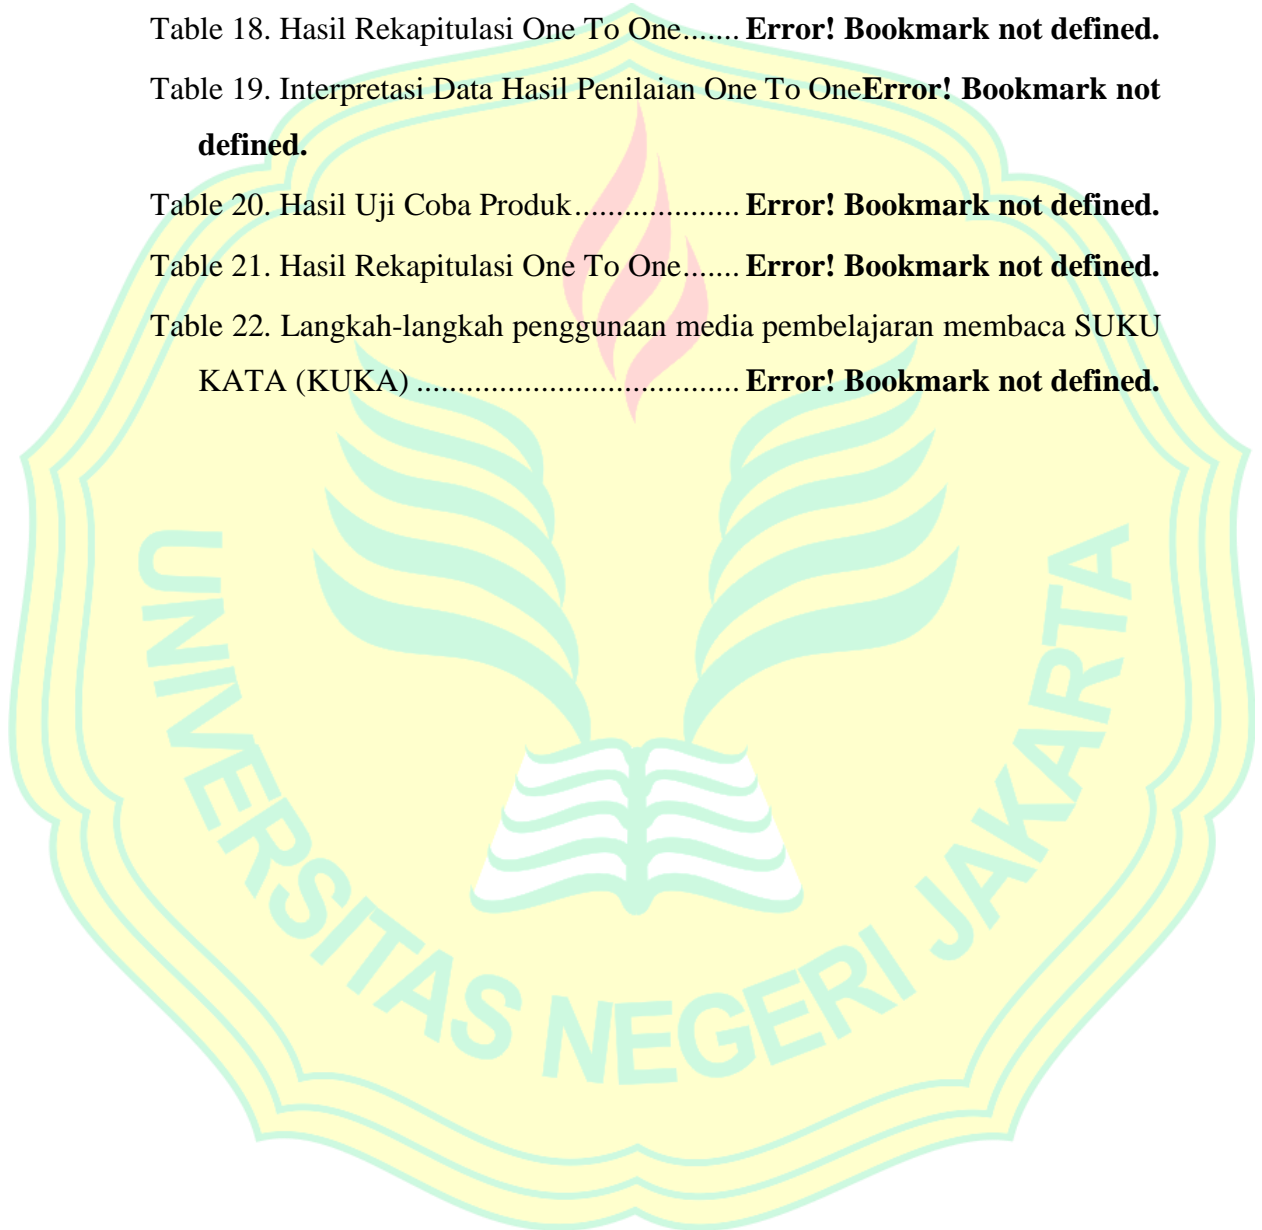 Table 18. Hasil Rekapitulasi One To One....... Error! Bookmark not defined.
Table 19. Interpretasi Data Hasil Penilaian One To OneError! Bookmark not
defined.
Table 20. Hasil Uji Coba Produk.................... Error! Bookmark not defined.
Table 21. Hasil Rekapitulasi One To One....... Error! Bookmark not defined.
Table 22. Langkah-langkah penggunaan media pembelajaran membaca SUKU
KATA (KUKA) ....................................... Error! Bookmark not defined.
UNIVERSITAS NEGERI JAKARTA